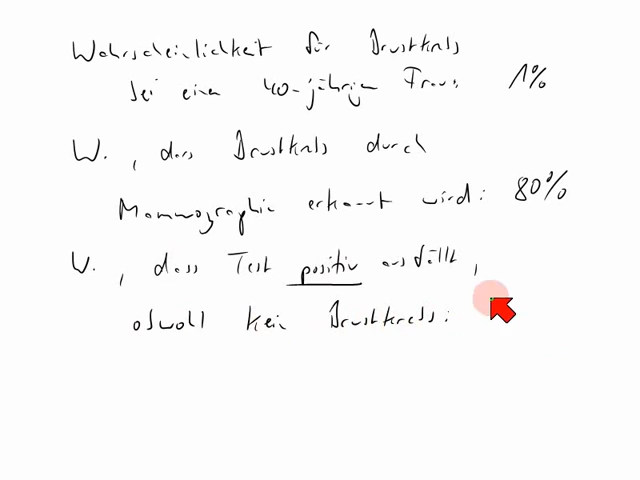 Wahrscheinlichkeit für Brustkrebs
bei einer 40-jährigen Frau: 1%
W., dass Brustkrebs durch
Mammographie erkannt wird: 80%
W., dass Test positiv ausfällt,
obwohl kein Brustkrebs: